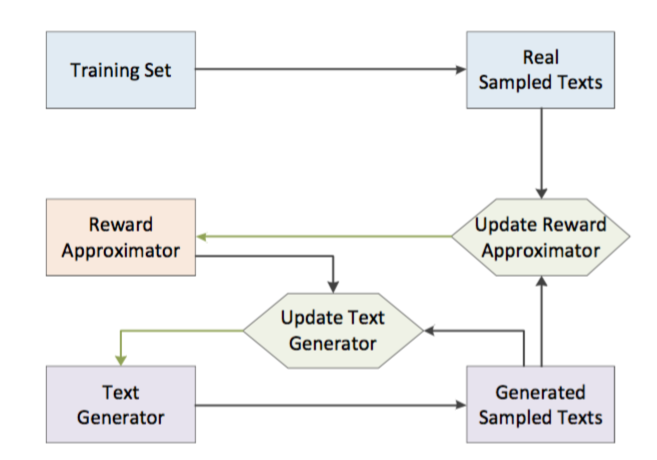 Training Set
Real
Sampled Texts
Reward
Approximator
Update Reward
Approximator
Update Text
Generator
Text
Generator
Generated
Sampled Texts